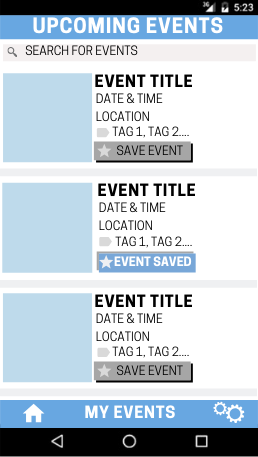 3G 5:23
UPCOMING EVENTS
SEARCH FOR EVENTS
EVENT TITLE
DATE & TIME
LOCATION
TAG 1, TAG 2....
SAVE EVENT
EVENT TITLE
DATE & TIME
LOCATION
TAG 1, TAG 2....
EVENT SAVED
EVENT TITLE
DATE & TIME
LOCATION
TAG 1, TAG 2....
SAVE EVENT
MY EVENTS